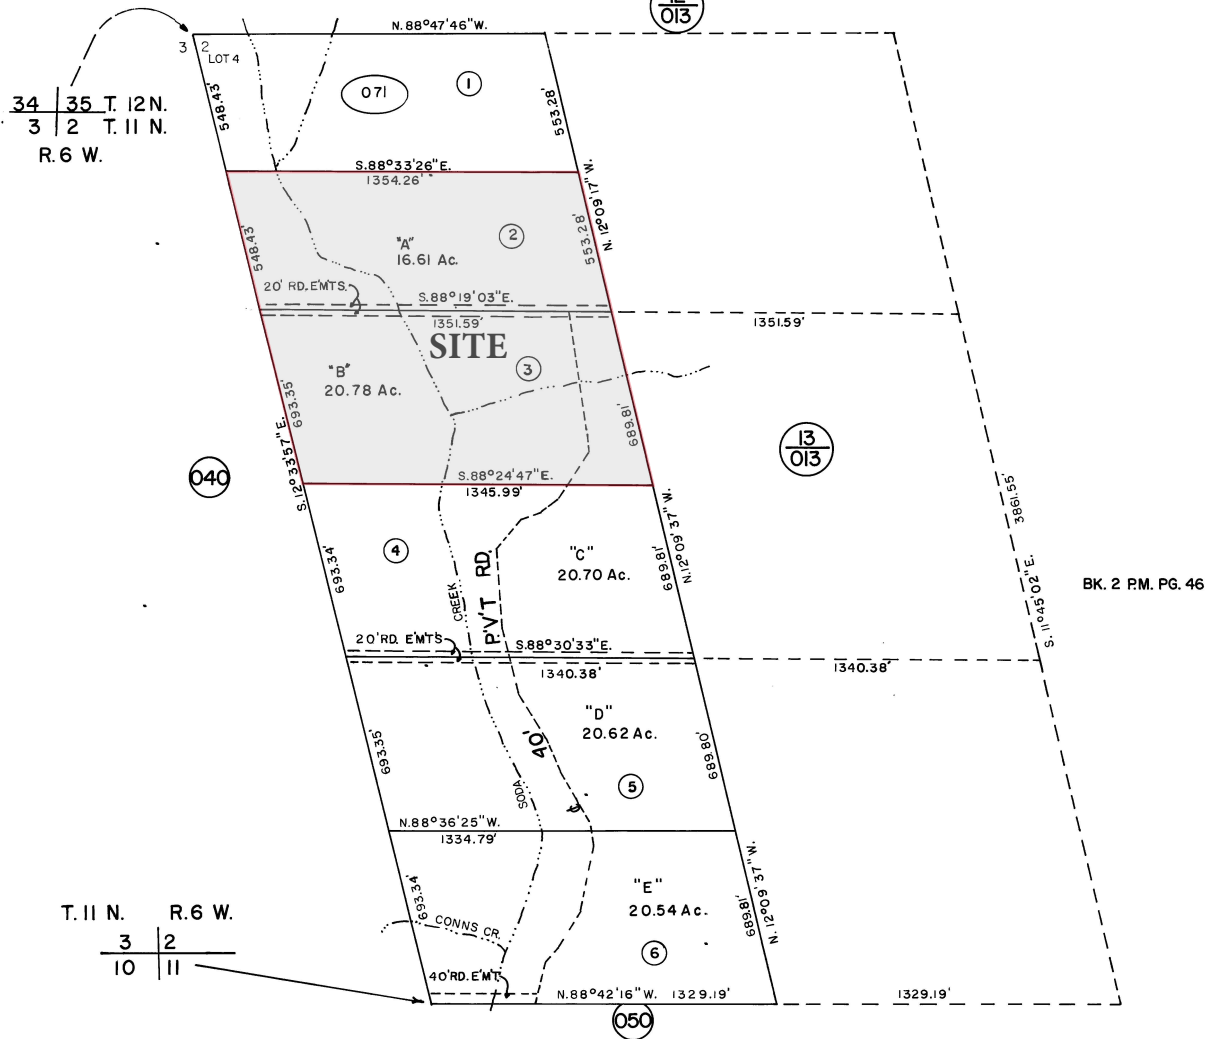 12
013
N. 88°47'46" W.
3 2
LOT 4
071
1
548.43'
553.28'
34 35 T. 12 N.
3 2 T. 11 N.
R. 6 W.
S. 88°33'26" E.
1354.26'
N. 12°09'17" W.
548.43'
"A"
16.61 Ac.
2
553.28'
20' RD. E'MTS.
S. 88°19'03" E.
1351.59'
1351.59'
SITE
"B"
20.78 Ac.
3
693.35'
689.81'
S. 12°33'57" E.
040
13
013
S. 88°24'47" E.
1345.99'
3861.55'
S. 11°45'02" E.
N. 12°09'37" W.
4
693.34'
"C"
20.70 Ac.
689.81'
CREEK
P'V'T RD.
BK. 2 P.M. PG. 46
20' RD. E'MTS
S. 88°30'33" E.
1340.38'
1340.38'
"D"
20.62 Ac.
40'
693.35'
689.80'
SODA
5
N. 88°36'25" W.
1334.79'
N. 12°09'37" W.
693.34'
"E"
20.54 Ac.
689.81'
T. 11 N. R. 6 W.
3 2
10 11
CONNS CR.
6
40' RD. E'MT.
N. 88°42'16" W. 1329.19'
1329.19'
050